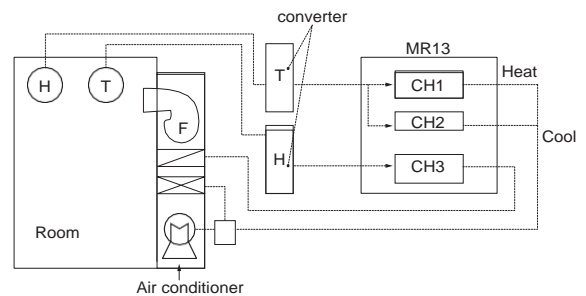 converter
MR13
Heat
H
T
T
CH1
F
CH2
Cool
H
CH3
Room
M
Air conditioner